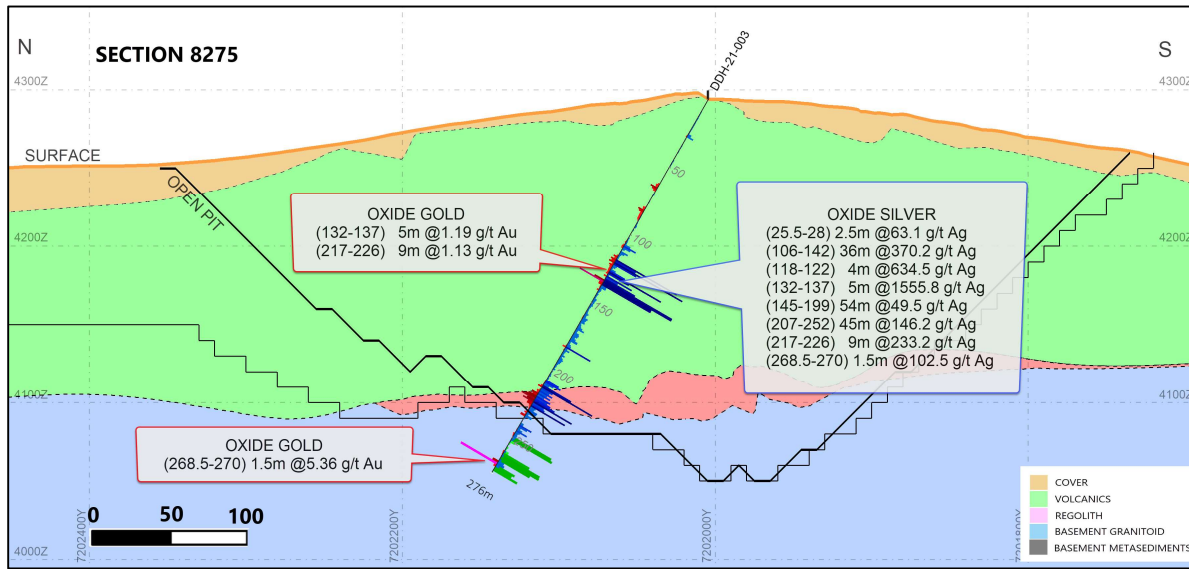 N
SECTION 8275
DDH-21-003
S
4300Z
4300Z
SURFACE
OPEN PIT
50
OXIDE GOLD
(132-137) 5m @1.19 g/t Au
(217-226) 9m @1.13 g/t Au
OXIDE SILVER
(25.5-28) 2.5m @63.1 g/t Ag
(106-142) 36m @370.2 g/t Ag
(118-122) 4m @634.5 g/t Ag
(132-137) 5m @1555.8 g/t Ag
(145-199) 54m @49.5 g/t Ag
(207-252) 45m @146.2 g/t Ag
(217-226) 9m @233.2 g/t Ag
(268.5-270) 1.5m @102.5 g/t Ag
100
4200Z
4200Z
150
200
4100Z
4100Z
OXIDE GOLD
(268.5-270) 1.5m @5.36 g/t Au
276m
0 50 100
COVER
VOLCANICS
REGOLITH
BASEMENT GRANITOID
BASEMENT METASEDIMENTS
7202400Y
7202200Y
7202000Y
4000Z